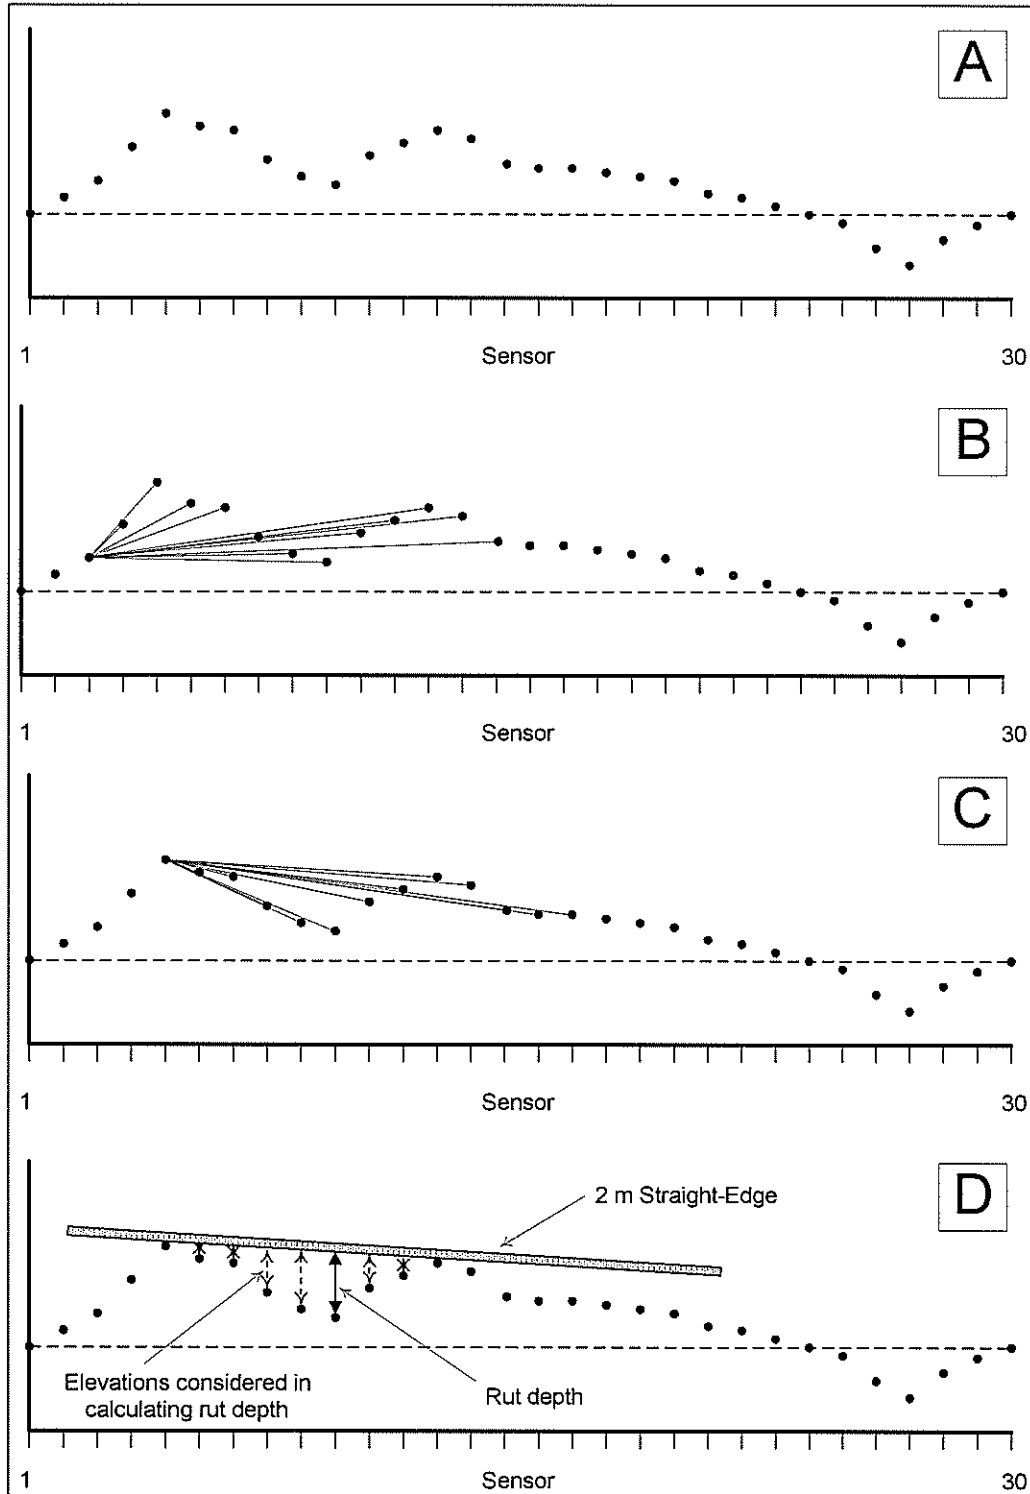 A
1 Sensor 30
B
1 Sensor 30
C
1 Sensor 30
D
2 m Straight-Edge
Elevations considered in
calculating rut depth
Rut depth
1 Sensor 30